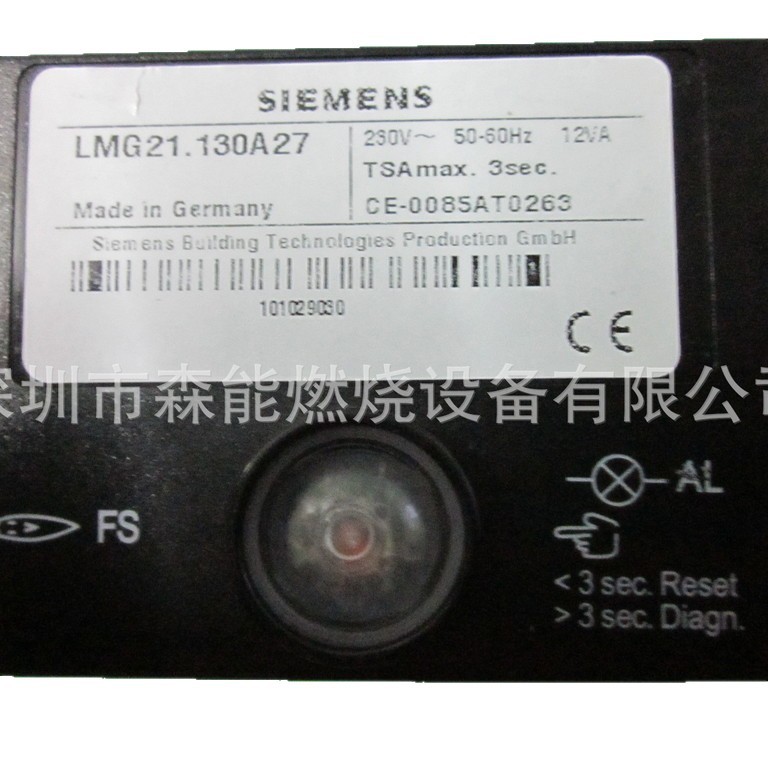 SIEMENS
LMG21.130A27
230V~ 50-60Hz 12VA
TSAmax. 3sec.
Made in Germany
CE-0085AT0263
Siemens Building Technologies Production GmbH
101029030
CE
深圳市森能燃烧设备有限公司
FS
AL
< 3 sec. Reset
> 3 sec. Diagn.